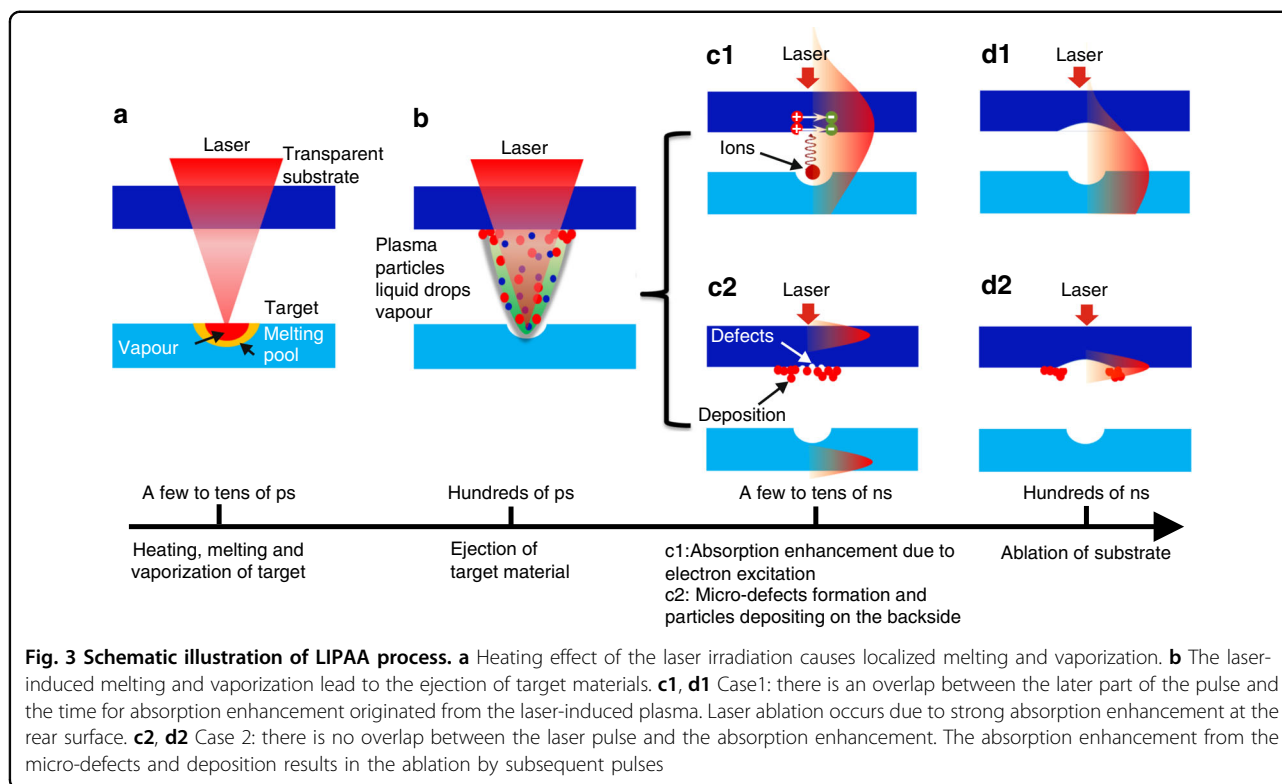 a
Laser
Transparent
substrate
Target
Vapour
Melting
pool
b
Laser
Plasma
particles
liquid drops
vapour
c1
Laser
+ -
+ -
Ions
d1
Laser
c2
Laser
Defects
Deposition
d2
Laser
A few to tens of ps
Hundreds of ps
A few to tens of ns
Hundreds of ns
Heating, melting and
vaporization of target
Ejection of
target material
c1:Absorption enhancement due to
electron excitation
c2: Micro-defects formation and
particles depositing on the backside
Ablation of substrate
Fig. 3 Schematic illustration of LIPAA process. a Heating effect of the laser irradiation causes localized melting and vaporization. b The laser-
induced melting and vaporization lead to the ejection of target materials. c1, d1 Case1: there is an overlap between the later part of the pulse and
the time for absorption enhancement originated from the laser-induced plasma. Laser ablation occurs due to strong absorption enhancement at the
rear surface. c2, d2 Case 2: there is no overlap between the laser pulse and the absorption enhancement. The absorption enhancement from the
micro-defects and deposition results in the ablation by subsequent pulses